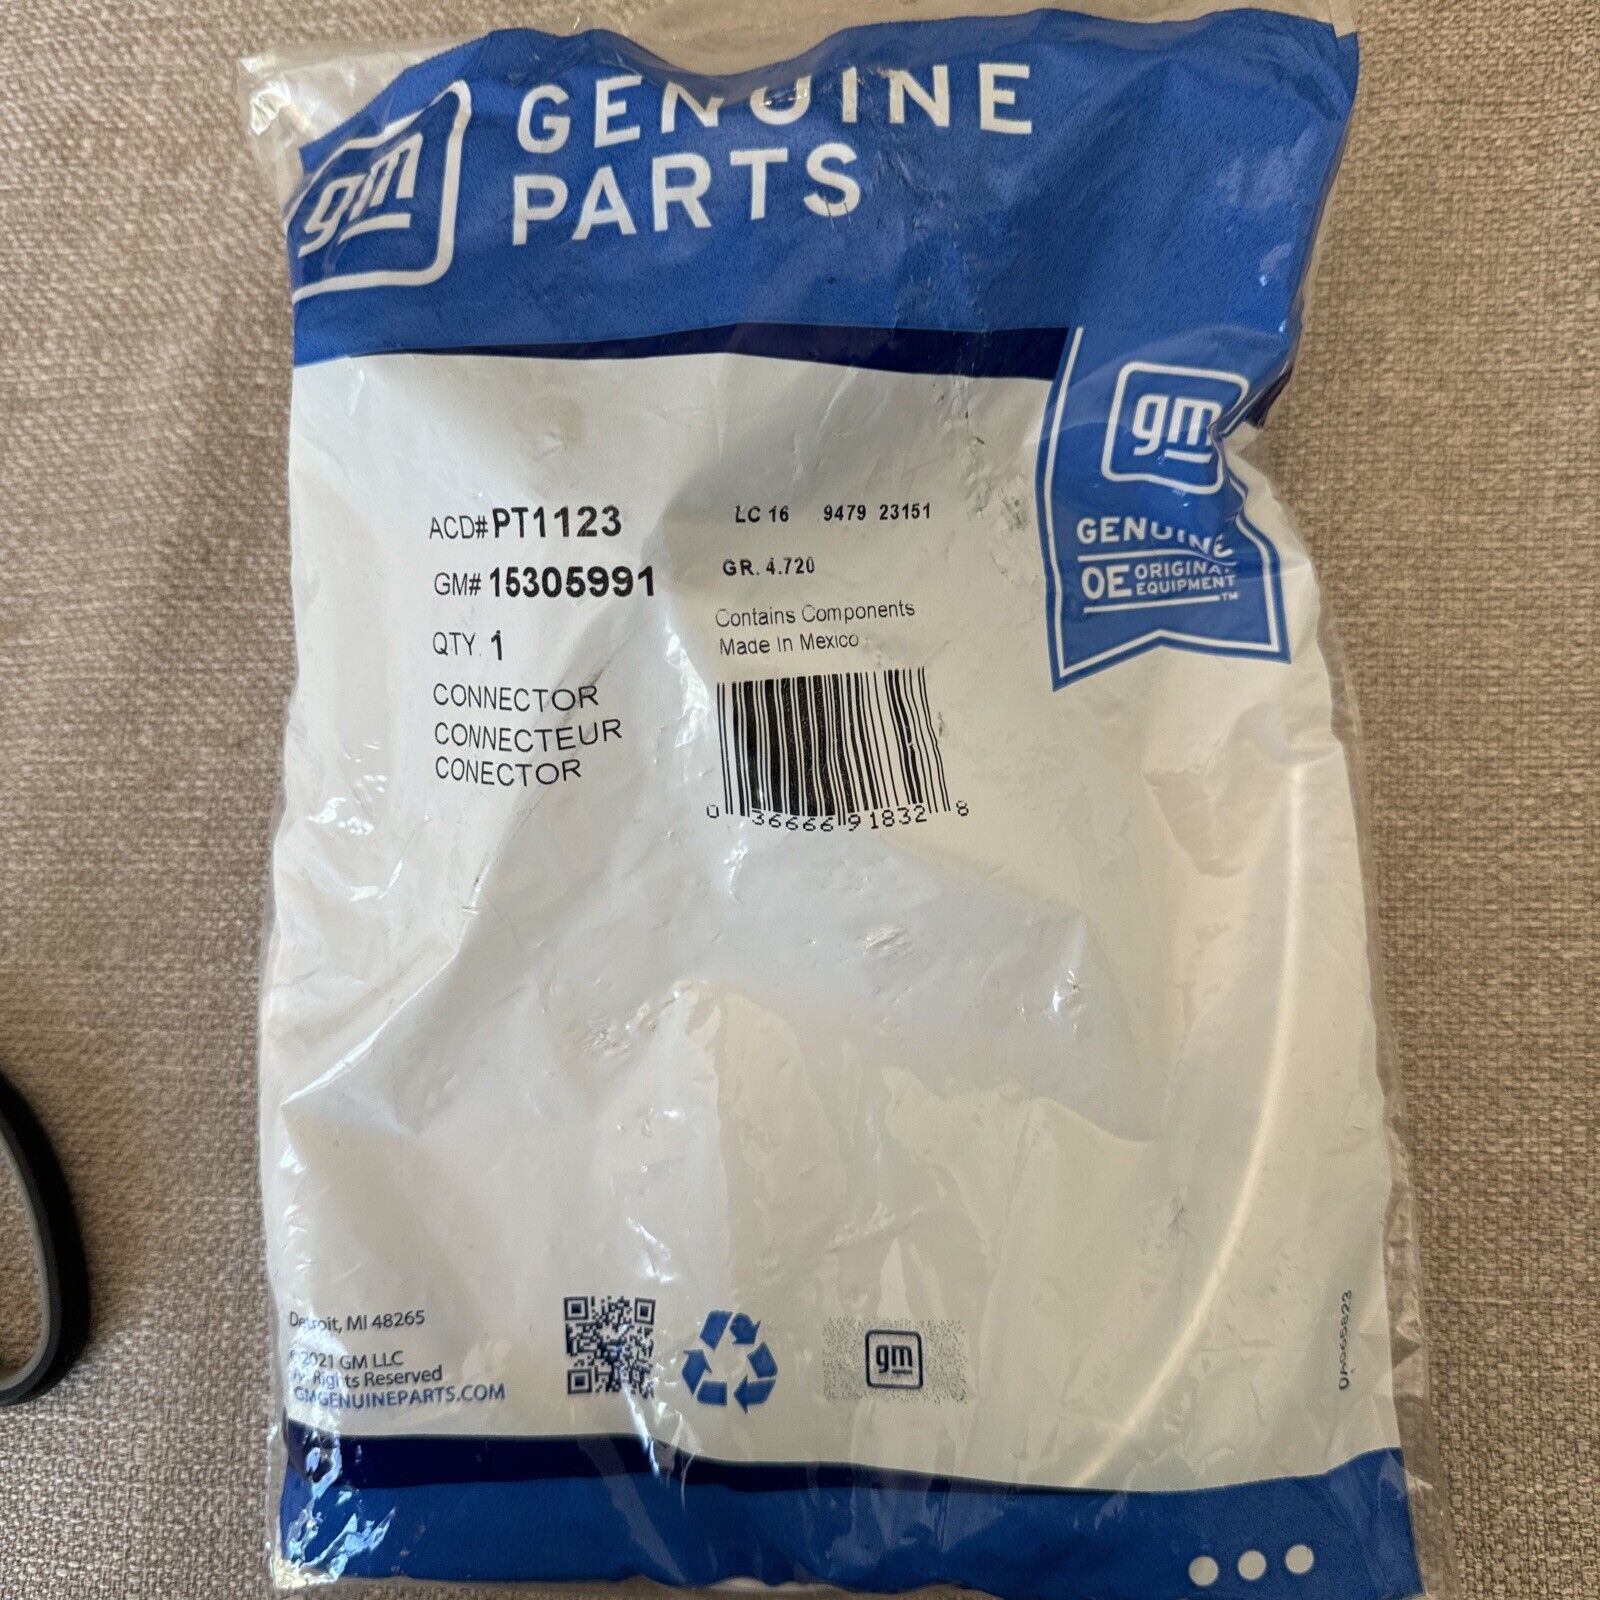 gm GENUINE
PARTS
gm
GENUINE
OE ORIGINAL
EQUIPMENT™
ACD# PT1123
GM# 15305991
QTY. 1
CONNECTOR
CONNECTEUR
CONECTOR
LC 16 9479 23151
GR. 4.720
Contains Components
Made In Mexico
0 36666 91832 8
Detroit, MI 48265
©2021 GM LLC
All Rights Reserved
GMGENUINEPARTS.COM
gm